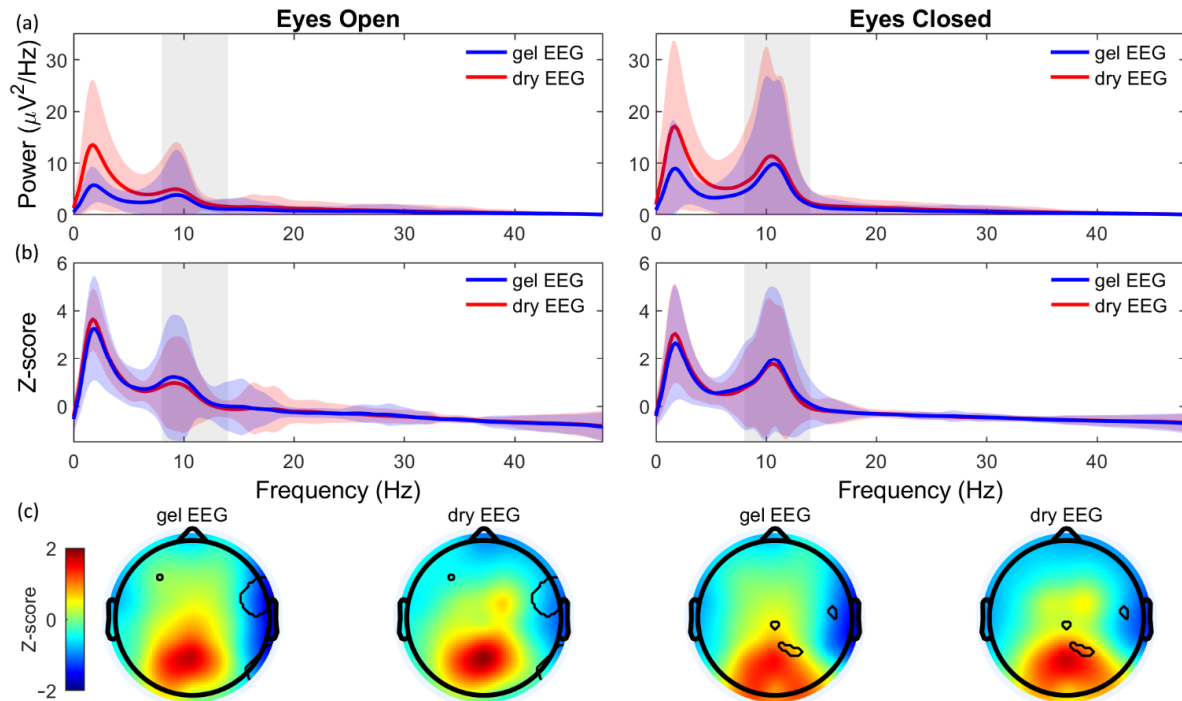 Eyes Open
Eyes Closed
(a)
Power (μV²/Hz)
30
20
10
0
gel EEG
dry EEG
0 10 20 30 40
30
20
10
0
gel EEG
dry EEG
0 10 20 30 40
(b)
Z-score
6
4
2
0
gel EEG
dry EEG
0 10 20 30 40
Frequency (Hz)
6
4
2
0
gel EEG
dry EEG
0 10 20 30 40
Frequency (Hz)
(c)
gel EEG
dry EEG
gel EEG
dry EEG
Z-score
2
0
−2